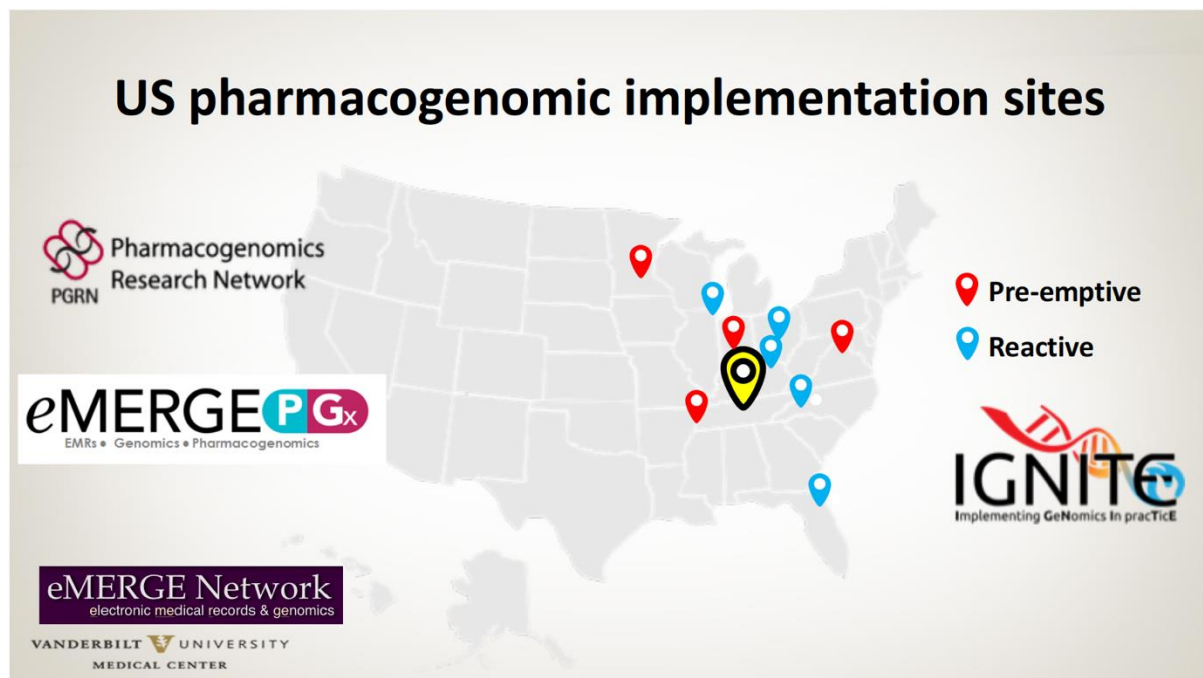 US pharmacogenomic implementation sites
Pharmacogenomics
Research Network
PGRN
Pre-emptive
Reactive
eMERGE PGx
EMRs • Genomics • Pharmacogenomics
IGNITE
Implementing GeNomics In pracTicE
eMERGE Network
electronic medical records & genomics
VANDERBILT UNIVERSITY
MEDICAL CENTER